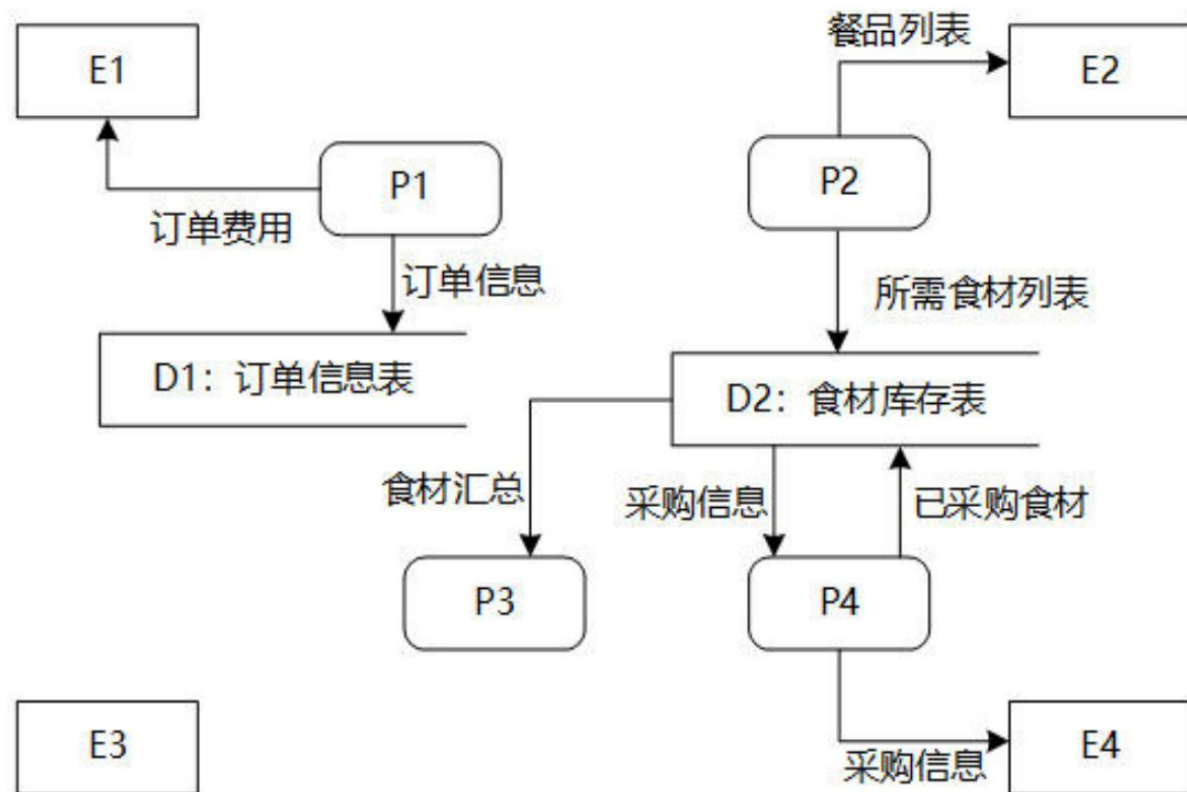 E1
餐品列表
E2
P1
P2
订单费用
订单信息
所需食材列表
D1：订单信息表
D2：食材库存表
食材汇总
采购信息
已采购食材
P3
P4
E3
采购信息
E4